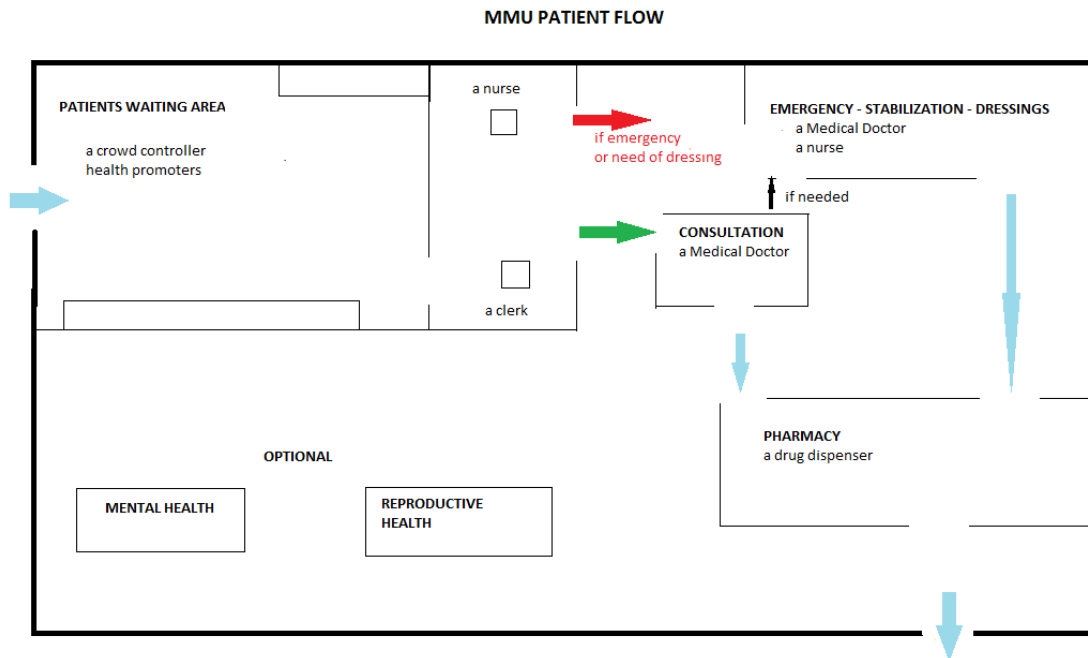 MMU PATIENT FLOW
PATIENTS WAITING AREA
a crowd controller
health promoters
a nurse
a clerk
if emergency
or need of dressing
EMERGENCY - STABILIZATION - DRESSINGS
a Medical Doctor
a nurse
if needed
CONSULTATION
a Medical Doctor
PHARMACY
a drug dispenser
OPTIONAL
MENTAL HEALTH
REPRODUCTIVE
HEALTH